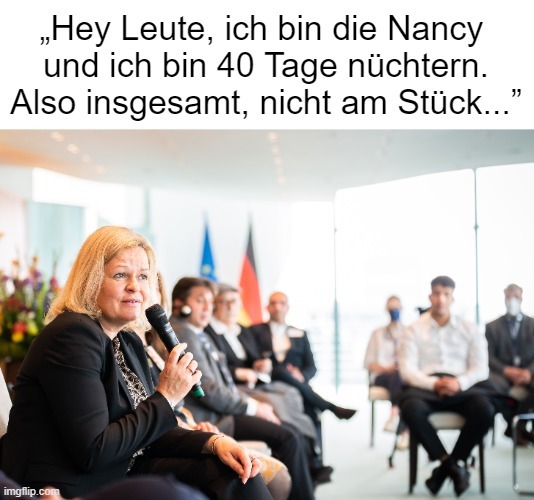 „Hey Leute, ich bin die Nancy
und ich bin 40 Tage nüchtern.
Also insgesamt, nicht am Stück...”
imgflip.com